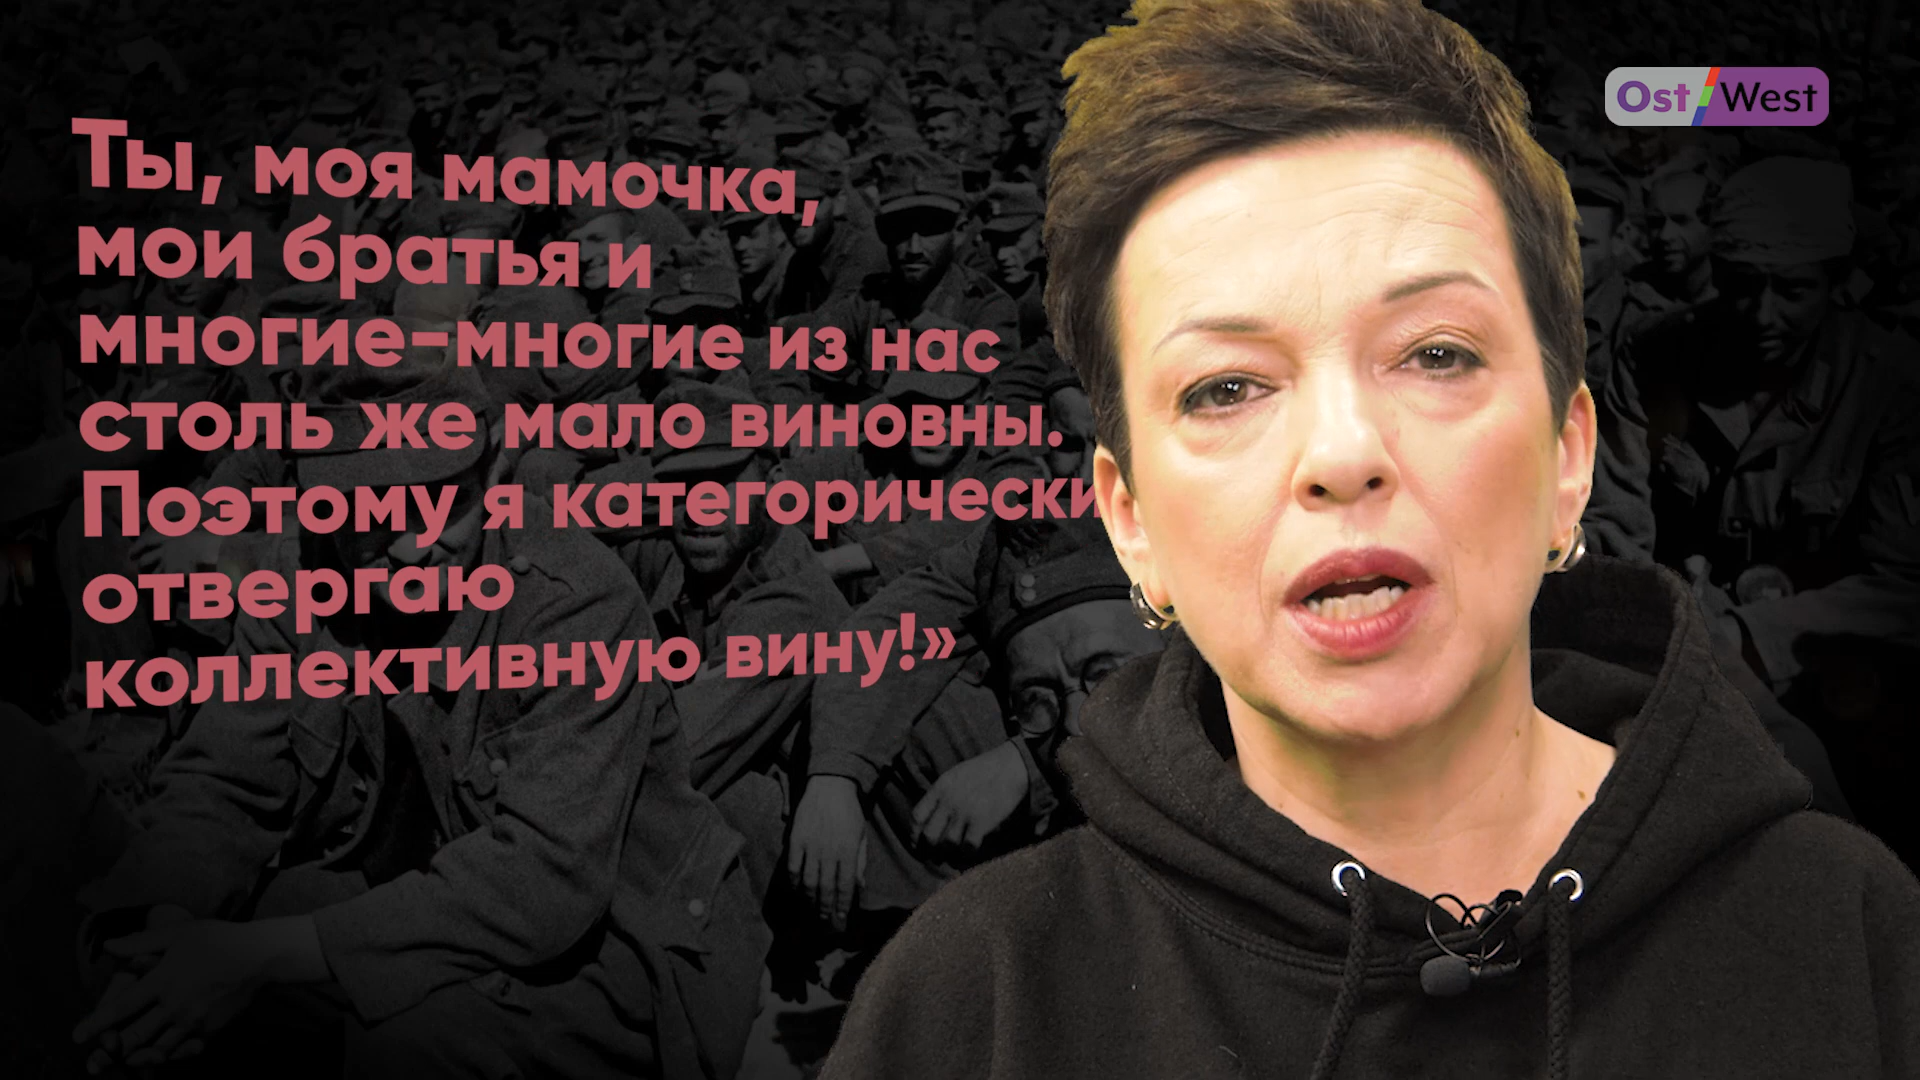 Ost West
Ты, моя мамочка,
мои братья и
многие-многие из нас
столь же мало виновны.
Поэтому я категорически
отвергаю
коллективную вину!»